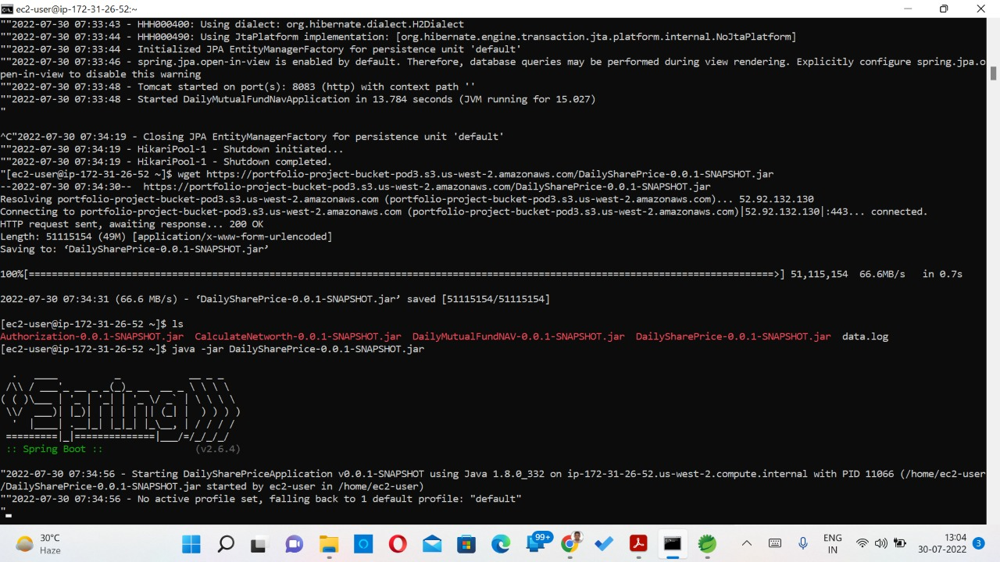 ec2-user@ip-172-31-26-52:~
""2022-07-30 07:33:43 - HHH000400: Using dialect: org.hibernate.dialect.H2Dialect
""2022-07-30 07:33:44 - HHH000490: Using JtaPlatform implementation: [org.hibernate.engine.transaction.jta.platform.internal.NoJtaPlatform]
""2022-07-30 07:33:44 - Initialized JPA EntityManagerFactory for persistence unit 'default'
""2022-07-30 07:33:46 - spring.jpa.open-in-view is enabled by default. Therefore, database queries may be performed during view rendering. Explicitly configure spring.jpa.o
pen-in-view to disable this warning
""2022-07-30 07:33:48 - Tomcat started on port(s): 8083 (http) with context path ''
""2022-07-30 07:33:48 - Started DailyMutualFundNavApplication in 13.784 seconds (JVM running for 15.027)
"
^C"2022-07-30 07:34:19 - Closing JPA EntityManagerFactory for persistence unit 'default'
""2022-07-30 07:34:19 - HikariPool-1 - Shutdown initiated...
""2022-07-30 07:34:19 - HikariPool-1 - Shutdown completed.
"[ec2-user@ip-172-31-26-52 ~]$ wget https://portfolio-project-bucket-pod3.s3.us-west-2.amazonaws.com/DailySharePrice-0.0.1-SNAPSHOT.jar
--2022-07-30 07:34:30--  https://portfolio-project-bucket-pod3.s3.us-west-2.amazonaws.com/DailySharePrice-0.0.1-SNAPSHOT.jar
Resolving portfolio-project-bucket-pod3.s3.us-west-2.amazonaws.com (portfolio-project-bucket-pod3.s3.us-west-2.amazonaws.com)... 52.92.132.130
Connecting to portfolio-project-bucket-pod3.s3.us-west-2.amazonaws.com (portfolio-project-bucket-pod3.s3.us-west-2.amazonaws.com)|52.92.132.130|:443... connected.
HTTP request sent, awaiting response... 200 OK
Length: 51115154 (49M) [application/x-www-form-urlencoded]
Saving to: ‘DailySharePrice-0.0.1-SNAPSHOT.jar’
100%[===================================================================================================================================>] 51,115,154  66.6MB/s   in 0.7s
2022-07-30 07:34:31 (66.6 MB/s) - ‘DailySharePrice-0.0.1-SNAPSHOT.jar’ saved [51115154/51115154]
[ec2-user@ip-172-31-26-52 ~]$ ls
Authorization-0.0.1-SNAPSHOT.jar  CalculateNetworth-0.0.1-SNAPSHOT.jar  DailyMutualFundNAV-0.0.1-SNAPSHOT.jar  DailySharePrice-0.0.1-SNAPSHOT.jar  data.log
[ec2-user@ip-172-31-26-52 ~]$ java -jar DailySharePrice-0.0.1-SNAPSHOT.jar
Spring
:: Spring Boot ::                (v2.6.4)
"2022-07-30 07:34:56 - Starting DailySharePriceApplication v0.0.1-SNAPSHOT using Java 1.8.0_332 on ip-172-31-26-52.us-west-2.compute.internal with PID 11066 (/home/ec2-user
/DailySharePrice-0.0.1-SNAPSHOT.jar started by ec2-user in /home/ec2-user)
""2022-07-30 07:34:56 - No active profile set, falling back to 1 default profile: "default"
"
30°C
Haze
99+
ENG
IN
13:04
30-07-2022
3